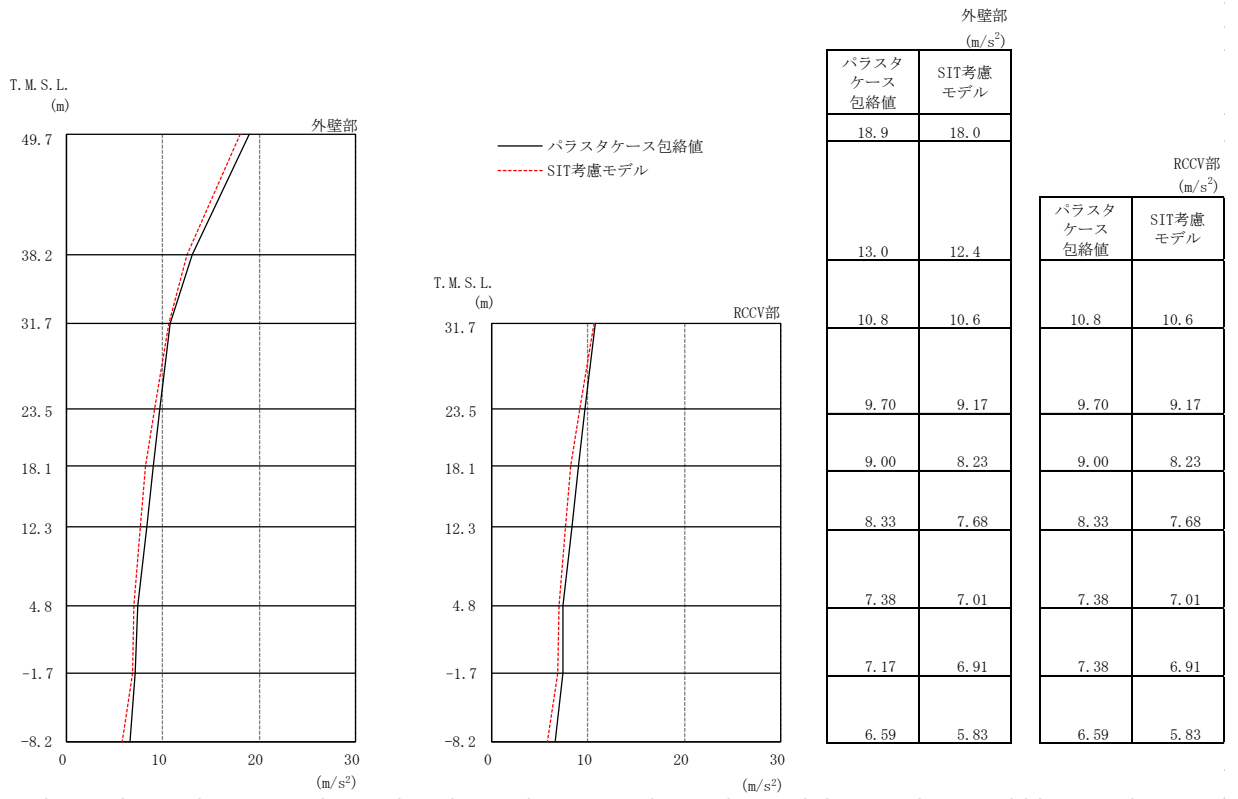 T.M.S.L.
(m)
外壁部
49.7
38.2
31.7
23.5
18.1
12.3
4.8
-1.7
-8.2
0 10 20 30
(m/s²)
パラスタケース包絡値
SIT考慮モデル
T.M.S.L.
(m)
RCCV部
31.7
23.5
18.1
12.3
4.8
-1.7
-8.2
0 10 20 30
(m/s²)
外壁部
(m/s²)
パラスタ
ケース
包絡値
SIT考慮
モデル
18.9 18.0
13.0 12.4
10.8 10.6
9.70 9.17
9.00 8.23
8.33 7.68
7.38 7.01
7.17 6.91
6.59 5.83
RCCV部
(m/s²)
パラスタ
ケース
包絡値
SIT考慮
モデル
10.8 10.6
9.70 9.17
9.00 8.23
8.33 7.68
7.38 7.01
7.38 6.91
6.59 5.83